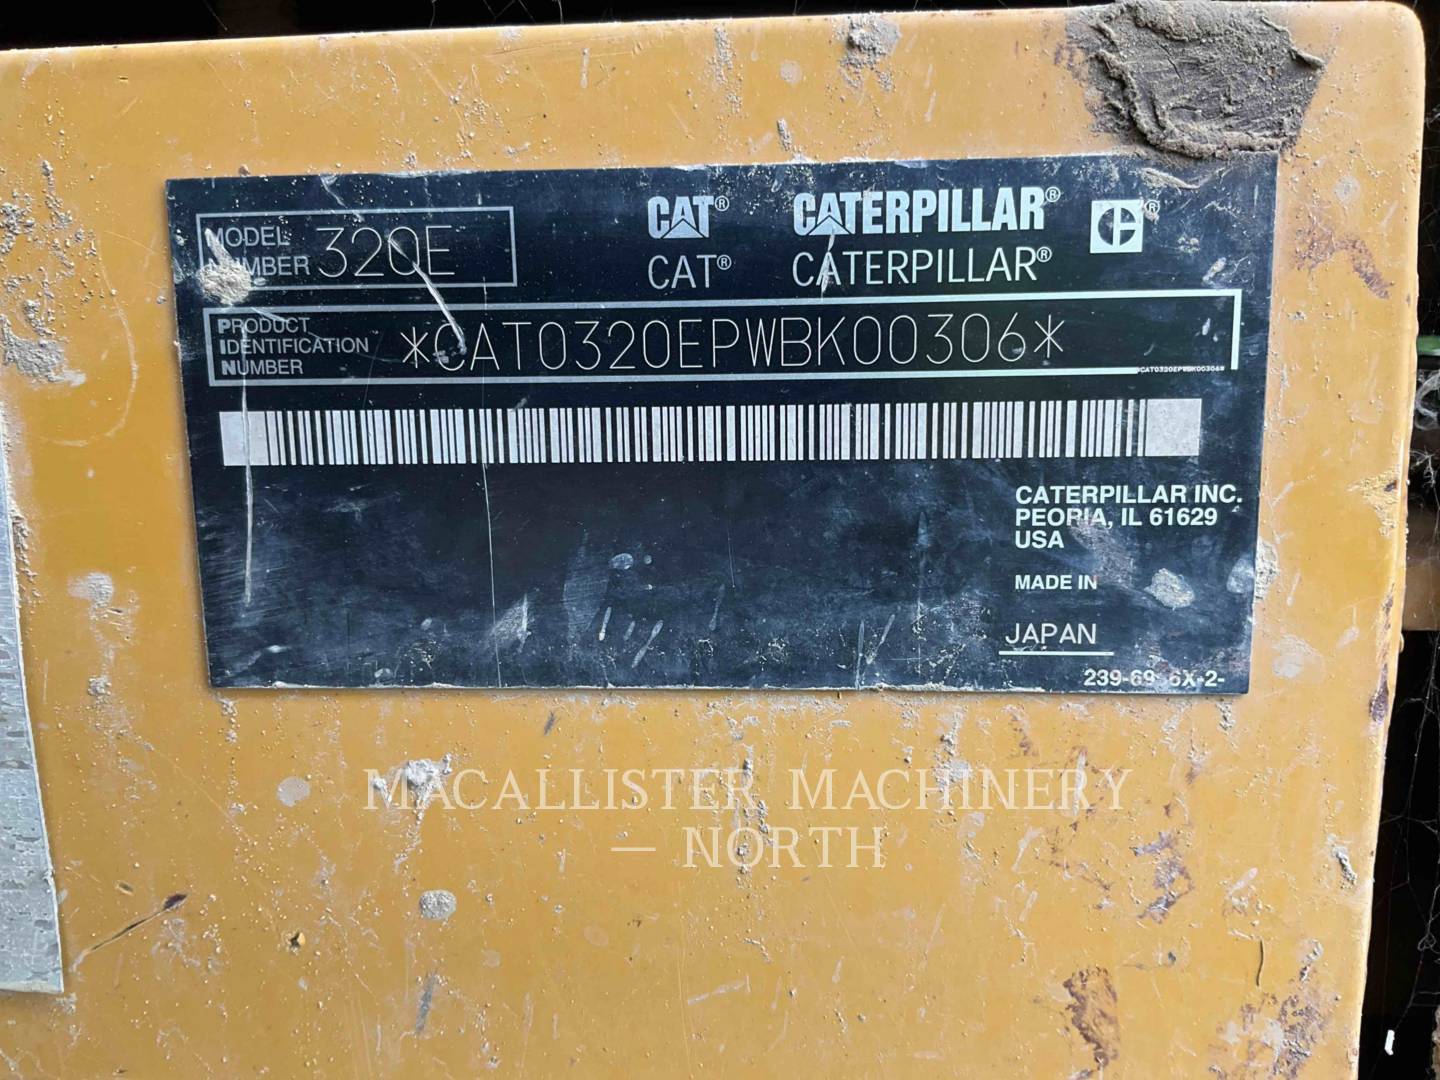 MODEL
NUMBER 320E
CAT® CATERPILLAR® ®
CAT® CATERPILLAR®
PRODUCT
IDENTIFICATION
NUMBER
*CAT0320EPWBK00306*
*CAT0320EPWBK00306*
CATERPILLAR INC.
PEORIA, IL 61629
USA
MADE IN
JAPAN
MACALLISTER MACHINERY
— NORTH